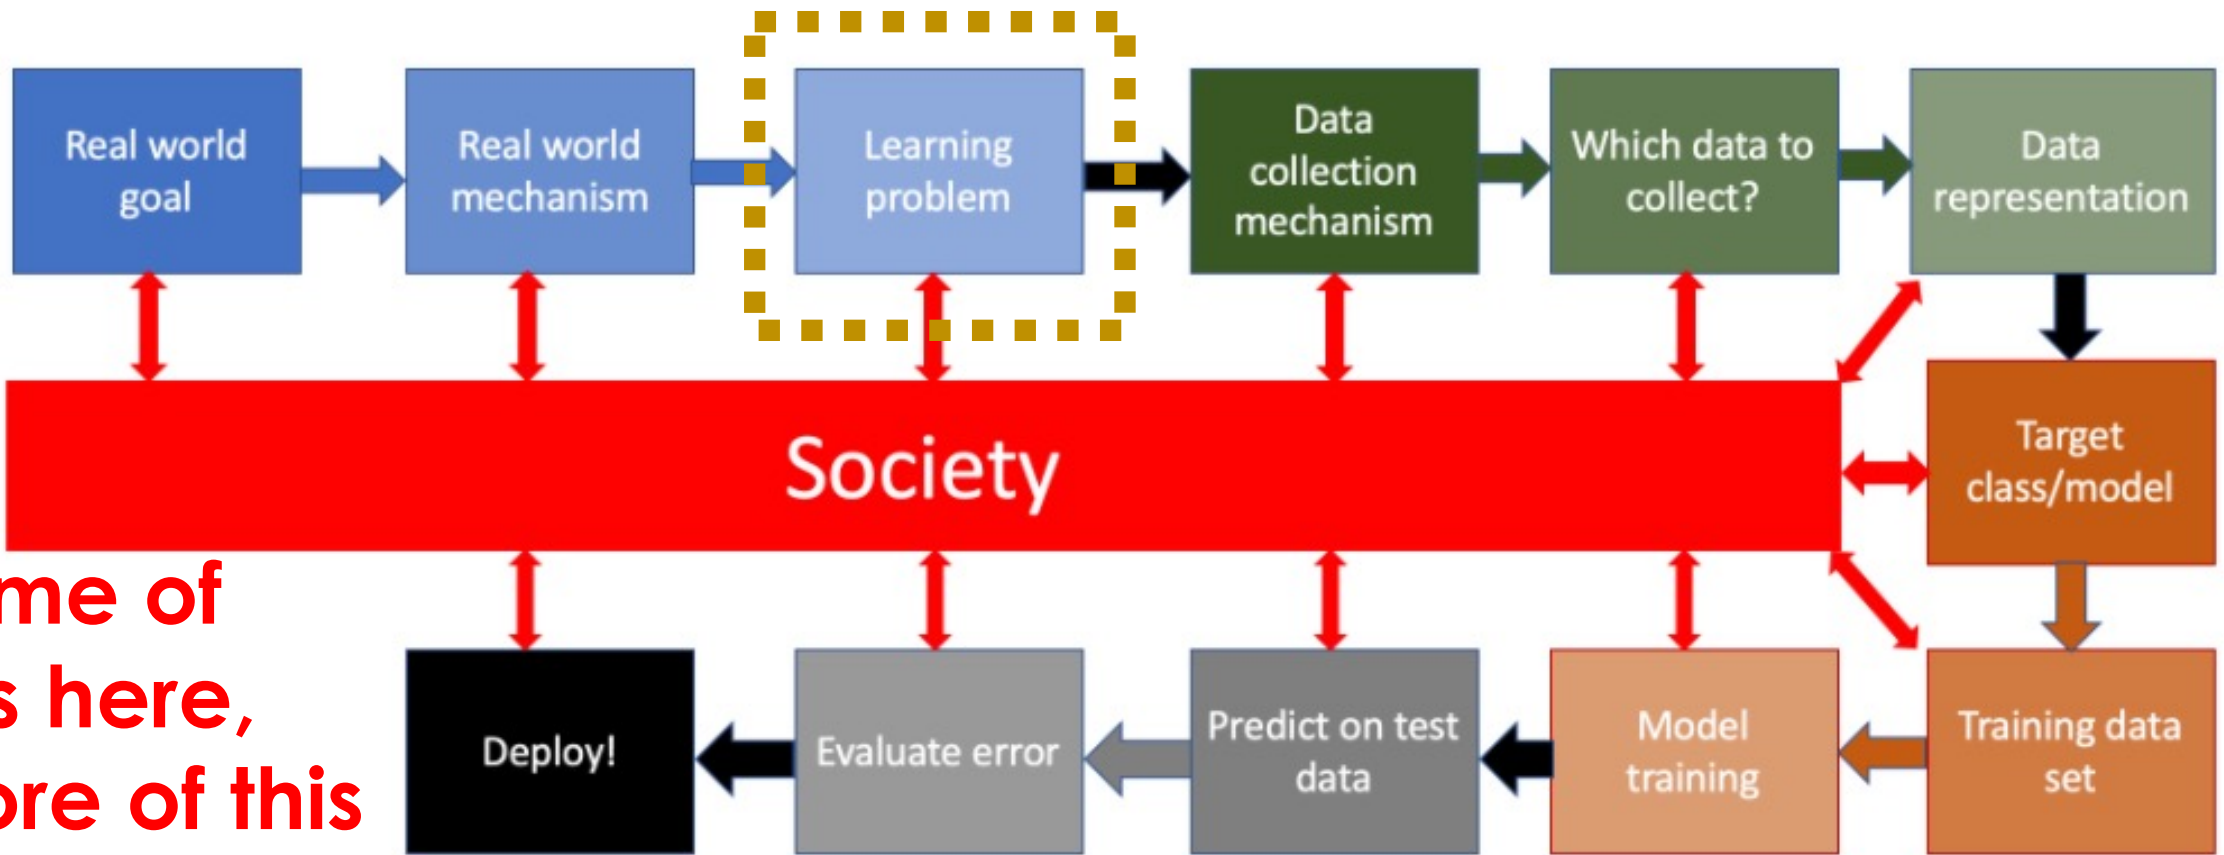 Real world
goal
Real world
mechanism
Learning
problem
Data
collection
mechanism
Which data to
collect?
Data
representation
Society
Target
class/model
me of
s here,
ore of this
Deploy!
Evaluate error
Predict on test
data
Model
training
Training data
set